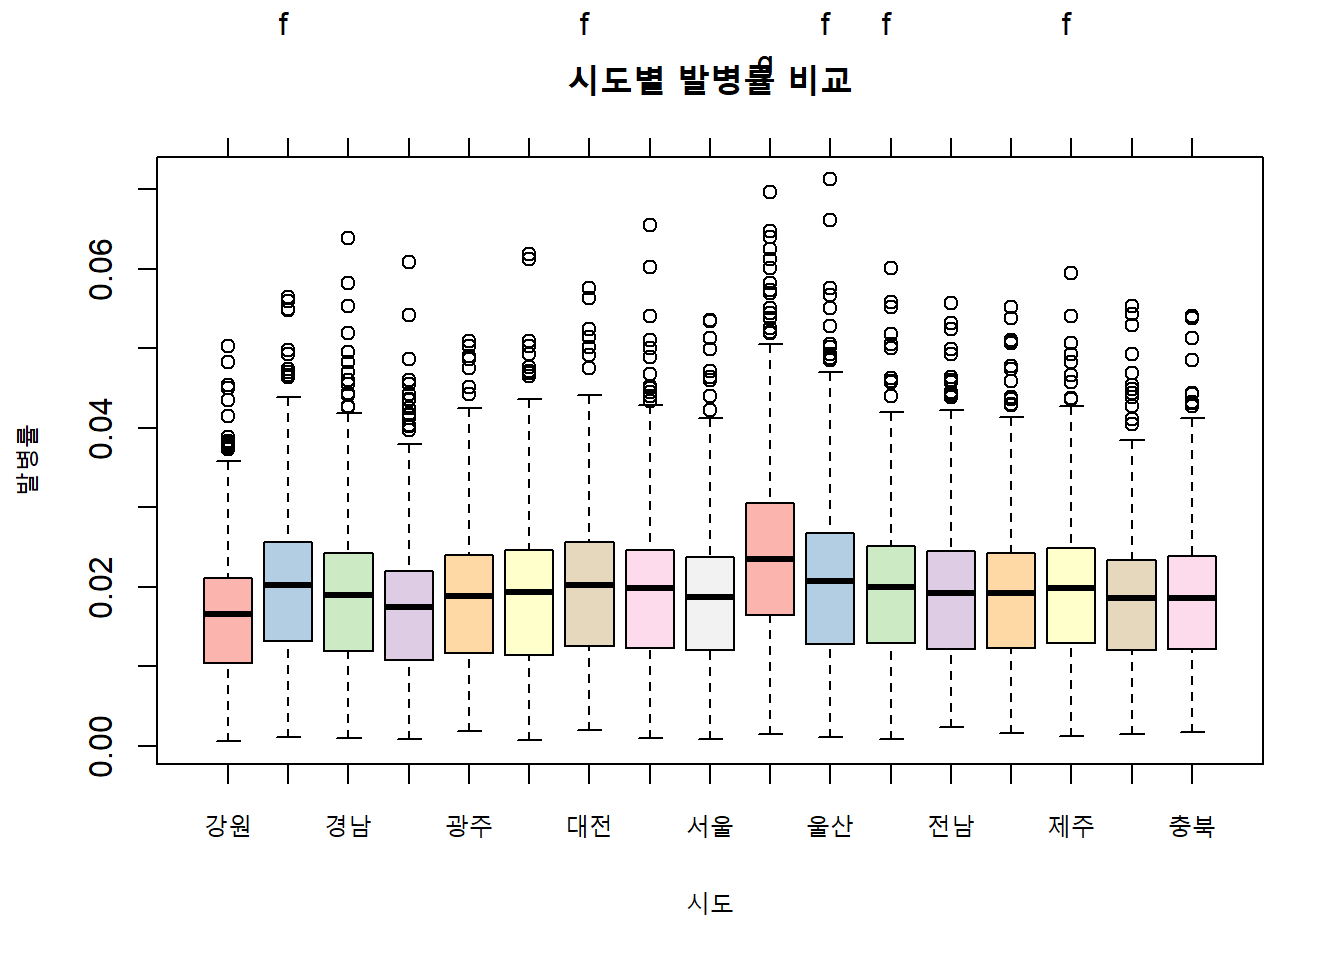 f f f f f
g
시도별 발병률 비교
발병률
0.06
0.04
0.02
0.00
강원 경남 광주 대전 서울 울산 전남 제주 충북
시도